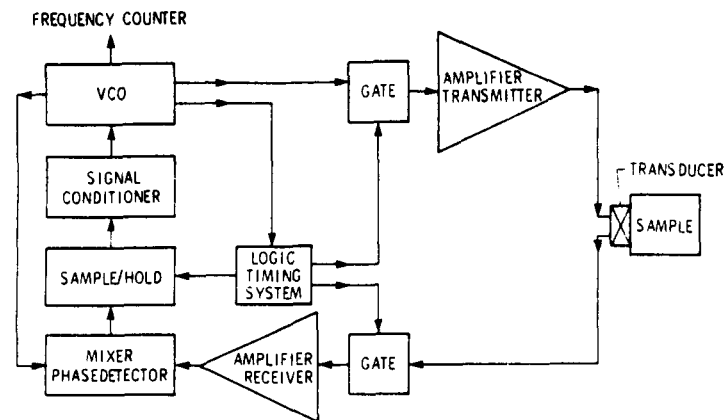 FREQUENCY COUNTER
VCO
GATE
AMPLIFIER
TRANSMITTER
SIGNAL
CONDITIONER
TRANSDUCER
SAMPLE
SAMPLE/HOLD
LOGIC
TIMING
SYSTEM
MIXER
PHASEDETECTOR
AMPLIFIER
RECEIVER
GATE